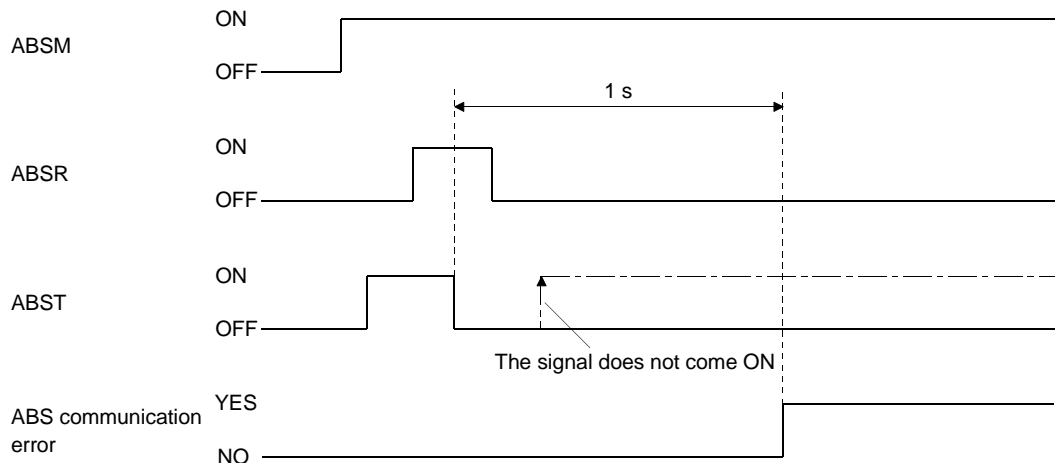 ON
ABSM
OFF
1 s
ON
ABSR
OFF
ON
ABST
OFF
The signal does not come ON
YES
ABS communication
error
NO